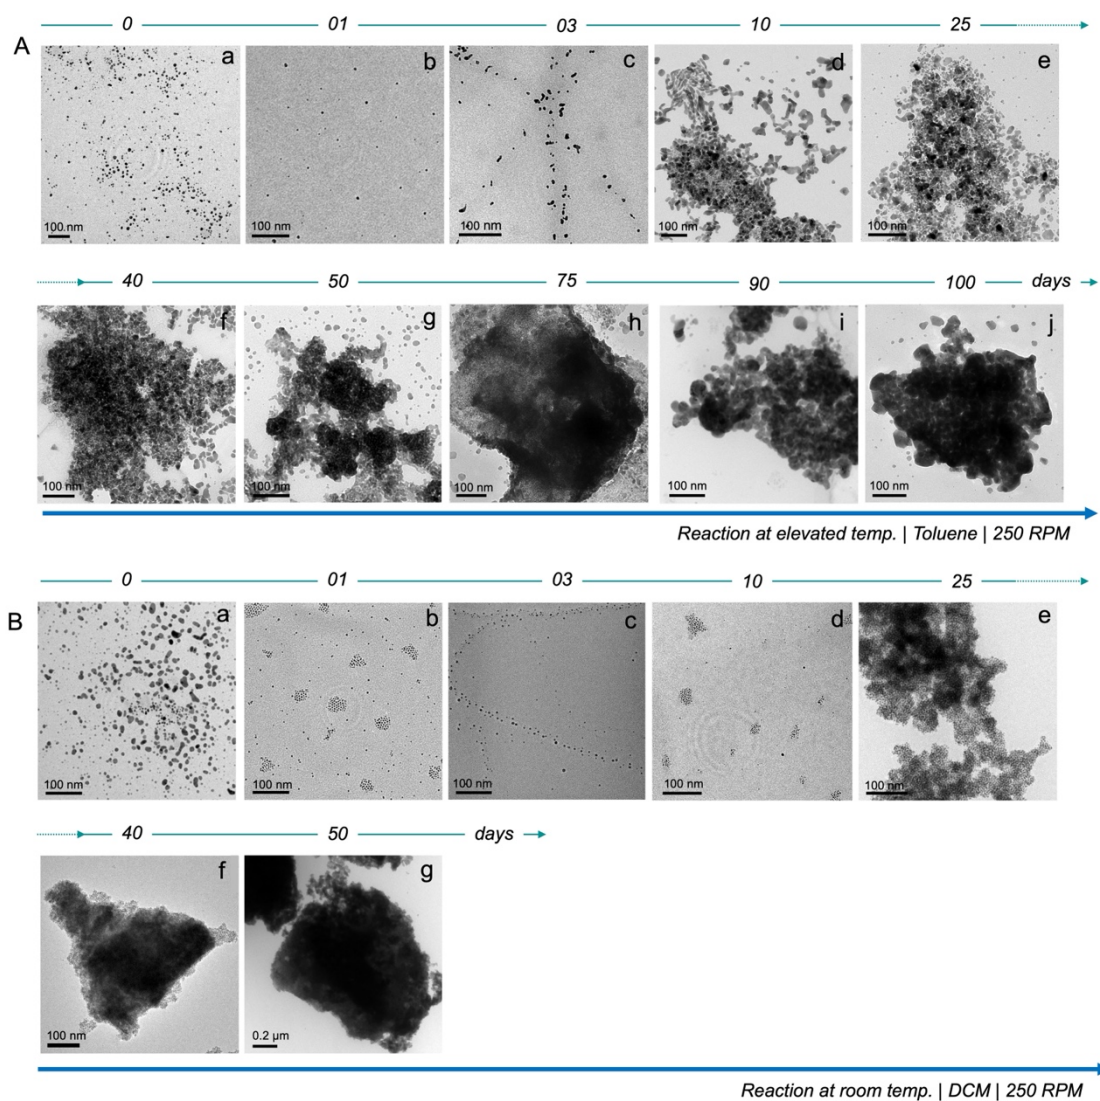 0 01 03 10 25
A
a b c d e
100 nm 100 nm 100 nm 100 nm 100 nm
40 50 75 90 100 days
f g h i j
100 nm 100 nm 100 nm 100 nm 100 nm
Reaction at elevated temp. | Toluene | 250 RPM
0 01 03 10 25
B
a b c d e
100 nm 100 nm 100 nm 100 nm 100 nm
40 50 days
f g
100 nm 0.2 μm
Reaction at room temp. | DCM | 250 RPM